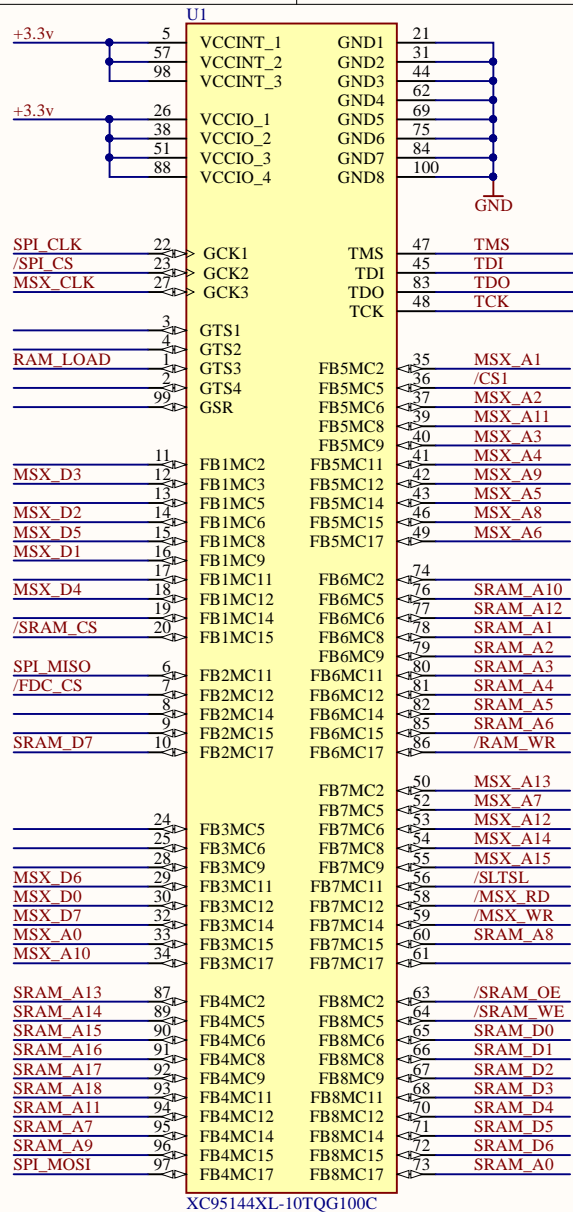 U1
+3.3v 5 VCCINT_1 GND1 21
57 VCCINT_2 GND2 31
98 VCCINT_3 GND3 44
GND4 62
+3.3v 26 VCCIO_1 GND5 69
38 VCCIO_2 GND6 75
51 VCCIO_3 GND7 84
88 VCCIO_4 GND8 100
GND
SPI_CLK 22 GCK1 TMS 47 TMS
/SPI_CS 23 GCK2 TDI 45 TDI
MSX_CLK 27 GCK3 TDO 83 TDO
TCK 48 TCK
3 GTS1
4 GTS2
RAM_LOAD 1 GTS3 FB5MC2 35 MSX_A1
2 GTS4 FB5MC5 36 /CS1
99 GSR FB5MC6 37 MSX_A2
FB5MC8 39 MSX_A11
FB5MC9 40 MSX_A3
11 FB1MC2 FB5MC11 41 MSX_A4
MSX_D3 12 FB1MC3 FB5MC12 42 MSX_A9
13 FB1MC5 FB5MC14 43 MSX_A5
MSX_D2 14 FB1MC6 FB5MC15 46 MSX_A8
MSX_D5 15 FB1MC8 FB5MC17 49 MSX_A6
MSX_D1 16 FB1MC9
17 FB1MC11 FB6MC2 74
MSX_D4 18 FB1MC12 FB6MC5 76 SRAM_A10
19 FB1MC14 FB6MC6 77 SRAM_A12
/SRAM_CS 20 FB1MC15 FB6MC8 78 SRAM_A1
FB6MC9 79 SRAM_A2
SPI_MISO 6 FB2MC11 FB6MC11 80 SRAM_A3
/FDC_CS 7 FB2MC12 FB6MC12 81 SRAM_A4
8 FB2MC14 FB6MC14 82 SRAM_A5
9 FB2MC15 FB6MC15 85 SRAM_A6
SRAM_D7 10 FB2MC17 FB6MC17 86 /RAM_WR
FB7MC2 50 MSX_A13
FB7MC5 52 MSX_A7
24 FB3MC5 FB7MC6 53 MSX_A12
25 FB3MC6 FB7MC8 54 MSX_A14
28 FB3MC9 FB7MC9 55 MSX_A15
MSX_D6 29 FB3MC11 FB7MC11 56 /SLTSL
MSX_D0 30 FB3MC12 FB7MC12 58 /MSX_RD
MSX_D7 32 FB3MC14 FB7MC14 59 /MSX_WR
MSX_A0 33 FB3MC15 FB7MC15 60 SRAM_A8
MSX_A10 34 FB3MC17 FB7MC17 61
SRAM_A13 87 FB4MC2 FB8MC2 63 /SRAM_OE
SRAM_A14 89 FB4MC5 FB8MC5 64 /SRAM_WE
SRAM_A15 90 FB4MC6 FB8MC6 65 SRAM_D0
SRAM_A16 91 FB4MC8 FB8MC8 66 SRAM_D1
SRAM_A17 92 FB4MC9 FB8MC9 67 SRAM_D2
SRAM_A18 93 FB4MC11 FB8MC11 68 SRAM_D3
SRAM_A11 94 FB4MC12 FB8MC12 70 SRAM_D4
SRAM_A7 95 FB4MC14 FB8MC14 71 SRAM_D5
SRAM_A9 96 FB4MC15 FB8MC15 72 SRAM_D6
SPI_MOSI 97 FB4MC17 FB8MC17 73 SRAM_A0
XC95144XL-10TQG100C